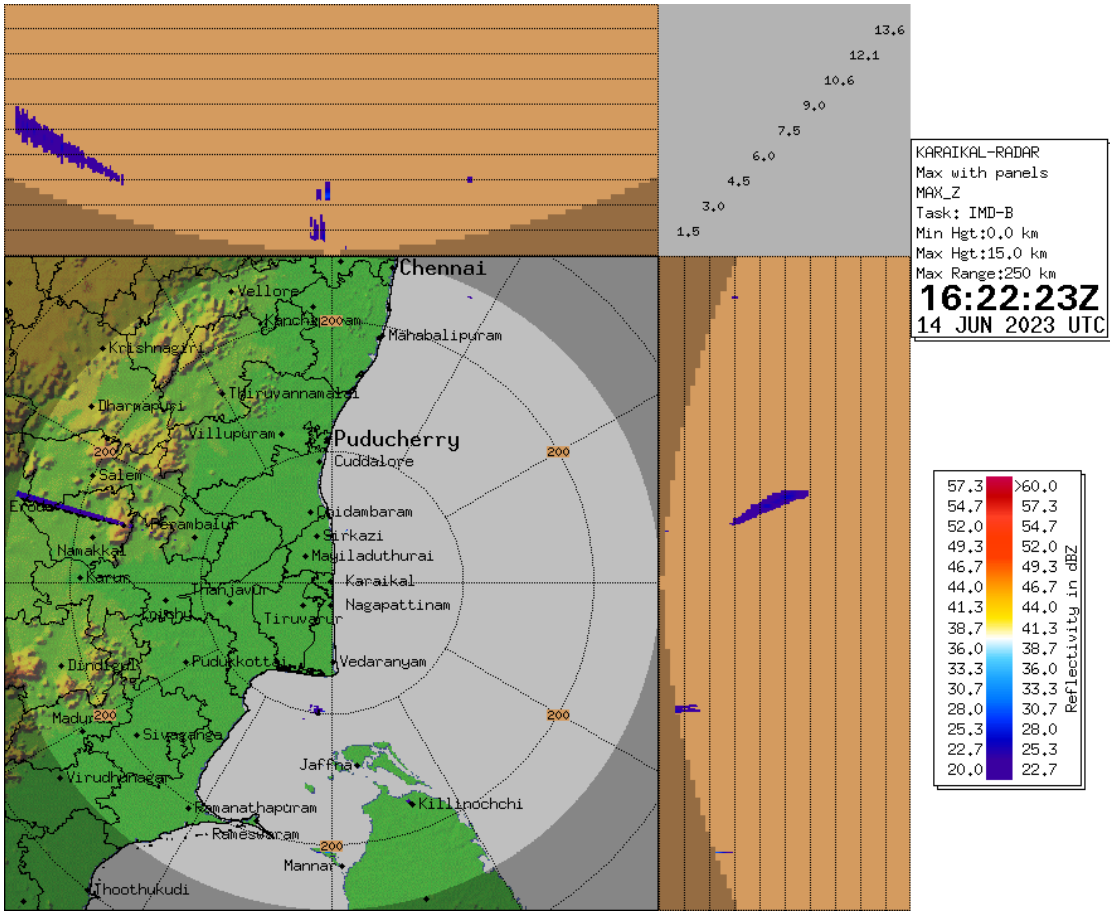 13.6
12.1
10.6
9.0
7.5
6.0
4.5
3.0
1.5
KARAIKAL-RADAR
Max with panels
MAX_Z
Task: IMD-B
Min Hgt:0.0 km
Max Hgt:15.0 km
Max Range:250 km
16:22:23Z
14 JUN 2023 UTC
Chennai
Vellore
200
Mahabalipuram
Krishnagiri
Thiruvannamalai
Dharmapuri
Villupuram
Puducherry
200
200
Cuddalore
Salem
Erode
Chidambaram
Perambalur
Sirkazi
Namakkal
Mayiladuthurai
Karur
Karaikal
Thanjavur
Nagapattinam
Tiruvarur
Dindigul
Pudukkottai
Vedaranyam
200
200
Sivaganga
Jaffna
Virudhunagar
Ramanathapuram
Killinochchi
Rameswaram
200
Mannar
Thoothukudi
57.3 >60.0
54.7 57.3
52.0 54.7
49.3 52.0
46.7 49.3
44.0 46.7
41.3 44.0
38.7 41.3
36.0 38.7
33.3 36.0
30.7 33.3
28.0 30.7
25.3 28.0
22.7 25.3
20.0 22.7
Reflectivity in dBZ